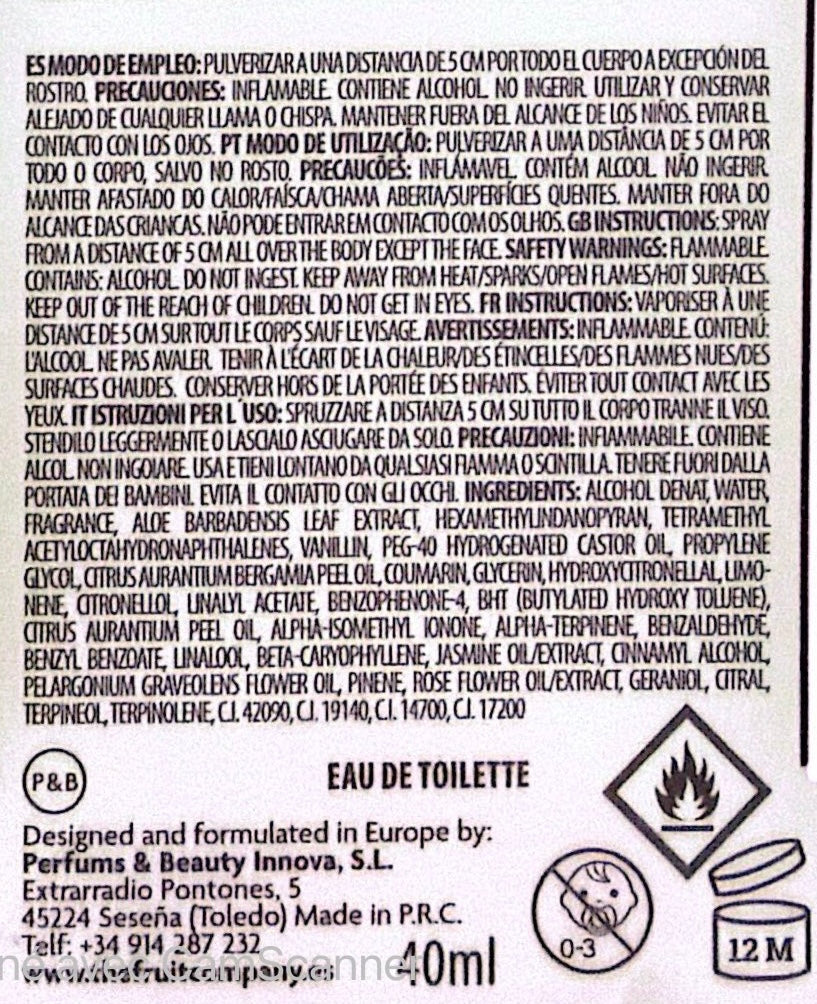 ES MODO DE EMPLEO: PULVERIZAR A UNA DISTANCIA DE 5 CM POR TODO EL CUERPO A EXCEPCIÓN DEL
ROSTRO. PRECAUCIONES: INFLAMABLE. CONTIENE ALCOHOL. NO INGERIR. UTILIZAR Y CONSERVAR
ALEJADO DE CUALQUIER LLAMA O CHISPA. MANTENER FUERA DEL ALCANCE DE LOS NIÑOS. EVITAR EL
CONTACTO CON LOS OJOS. PT MODO DE UTILIZAÇÃO: PULVERIZAR A UMA DISTÂNCIA DE 5 CM POR
TODO O CORPO, SALVO NO ROSTO. PRECAUCÕES: INFLÁMAVEL. CONTÉM ALCOOL. NÃO INGERIR.
MANTER AFASTADO DO CALOR/FAÍSCA/CHAMA ABERTA/SUPERFÍCIES QUENTES. MANTER FORA DO
ALCANCE DAS CRIANCAS. NÃO PODE ENTRAR EM CONTACTO COM OS OLHOS. GB INSTRUCTIONS: SPRAY
FROM A DISTANCE OF 5 CM ALL OVER THE BODY EXCEPT THE FACE. SAFETY WARNINGS: FLAMMABLE.
CONTAINS: ALCOHOL. DO NOT INGEST. KEEP AWAY FROM HEAT/SPARKS/OPEN FLAMES/HOT SURFACES.
KEEP OUT OF THE REACH OF CHILDREN. DO NOT GET IN EYES. FR INSTRUCTIONS: VAPORISER À UNE
DISTANCE DE 5 CM SUR TOUT LE CORPS SAUF LE VISAGE. AVERTISSEMENTS: INFLAMMABLE. CONTENU:
L'ALCOOL. NE PAS AVALER. TENIR À L'ÉCART DE LA CHALEUR/DES ÉTINCELLES/DES FLAMMES NUES/DES
SURFACES CHAUDES. CONSERVER HORS DE LA PORTÉE DES ENFANTS. ÉVITER TOUT CONTACT AVEC LES
YEUX. IT ISTRUZIONI PER L´USO: SPRUZZARE A DISTANZA 5 CM SU TUTTO IL CORPO TRANNE IL VISO.
STENDILO LEGGERMENTE O LASCIALO ASCIUGARE DA SOLO. PRECAUZIONI: INFIAMMABILE. CONTIENE
ALCOL. NON INGOIARE. USA E TIENI LONTANO DA QUALSIASI FIAMMA O SCINTILLA. TENERE FUORI DALLA
PORTATA DEI BAMBINI. EVITA IL CONTATTO CON GLI OCCHI. INGREDIENTS: ALCOHOL DENAT, WATER,
FRAGRANCE, ALOE BARBADENSIS LEAF EXTRACT, HEXAMETHYLINDANOPYRAN, TETRAMETHYL
ACETYLOCTAHYDRONAPHTHALENES, VANILLIN, PEG-40 HYDROGENATED CASTOR OIL, PROPYLENE
GLYCOL, CITRUS AURANTIUM BERGAMIA PEEL OIL, COUMARIN, GLYCERIN, HYDROXYCITRONELLAL, LIMO-
NENE, CITRONELLOL, LINALYL ACETATE, BENZOPHENONE-4, BHT (BUTYLATED HYDROXY TOLUENE),
CITRUS AURANTIUM PEEL OIL, ALPHA-ISOMETHYL IONONE, ALPHA-TERPINENE, BENZALDEHYDE,
BENZYL BENZOATE, LINALOOL, BETA-CARYOPHYLLENE, JASMINE OIL/EXTRACT, CINNAMYL ALCOHOL,
PELARGONIUM GRAVEOLENS FLOWER OIL, PINENE, ROSE FLOWER OIL/EXTRACT, GERANIOL, CITRAL,
TERPINEOL, TERPINOLENE, C.I. 42090, C.I. 19140, C.I. 14700, C.I. 17200
P&B
EAU DE TOILETTE
Designed and formulated in Europe by:
Perfums & Beauty Innova, S.L.
Extrarradio Pontones, 5
45224 Seseña (Toledo) Made in P.R.C.
Telf: +34 914 287 232
www.thefruitcompany.es
40ml
0-3
12 M